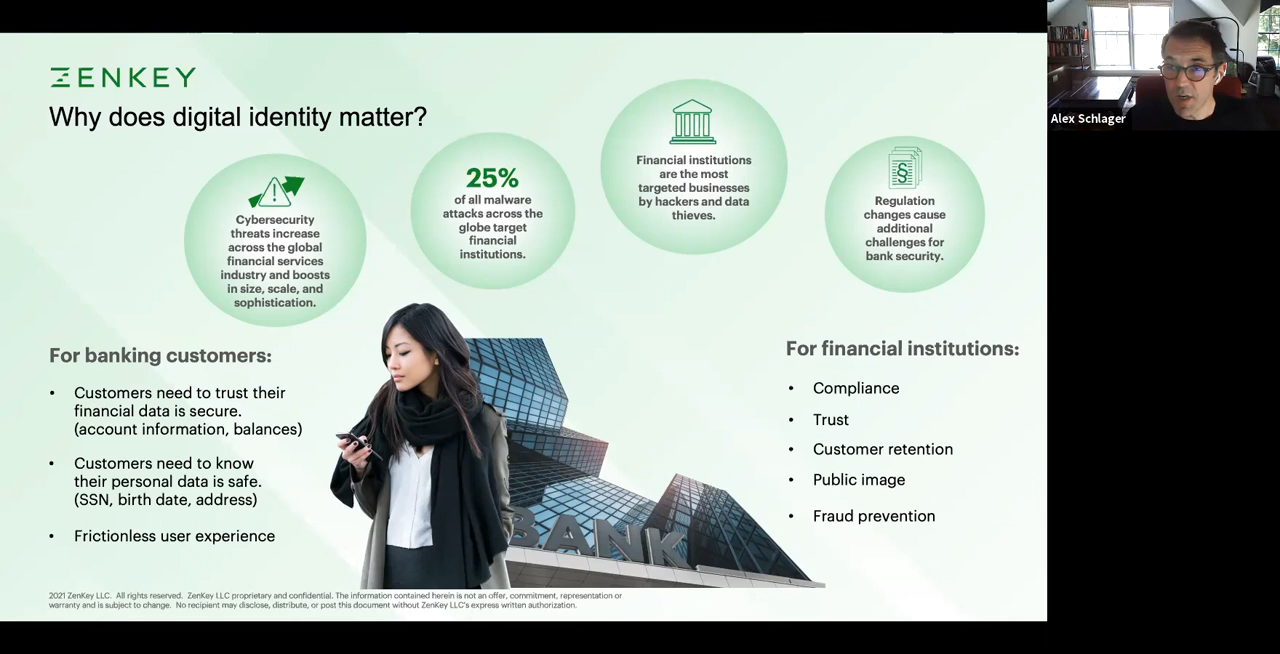 ZENKEY
Why does digital identity matter?
Cybersecurity
threats increase
across the global
financial services
industry and boosts
in size, scale, and
sophistication.
25%
of all malware
attacks across the
globe target
financial
institutions.
Financial institutions
are the most
targeted businesses
by hackers and data
thieves.
§
Regulation
changes cause
additional
challenges for
bank security.
For banking customers:
• Customers need to trust their
financial data is secure.
(account information, balances)
• Customers need to know
their personal data is safe.
(SSN, birth date, address)
• Frictionless user experience
BANK
For financial institutions:
• Compliance
• Trust
• Customer retention
• Public image
• Fraud prevention
2021 ZenKey LLC. All rights reserved. ZenKey LLC proprietary and confidential. The information contained herein is not an offer, commitment, representation or
warranty and is subject to change. No recipient may disclose, distribute, or post this document without ZenKey LLC's express written authorization.
Alex Schlager